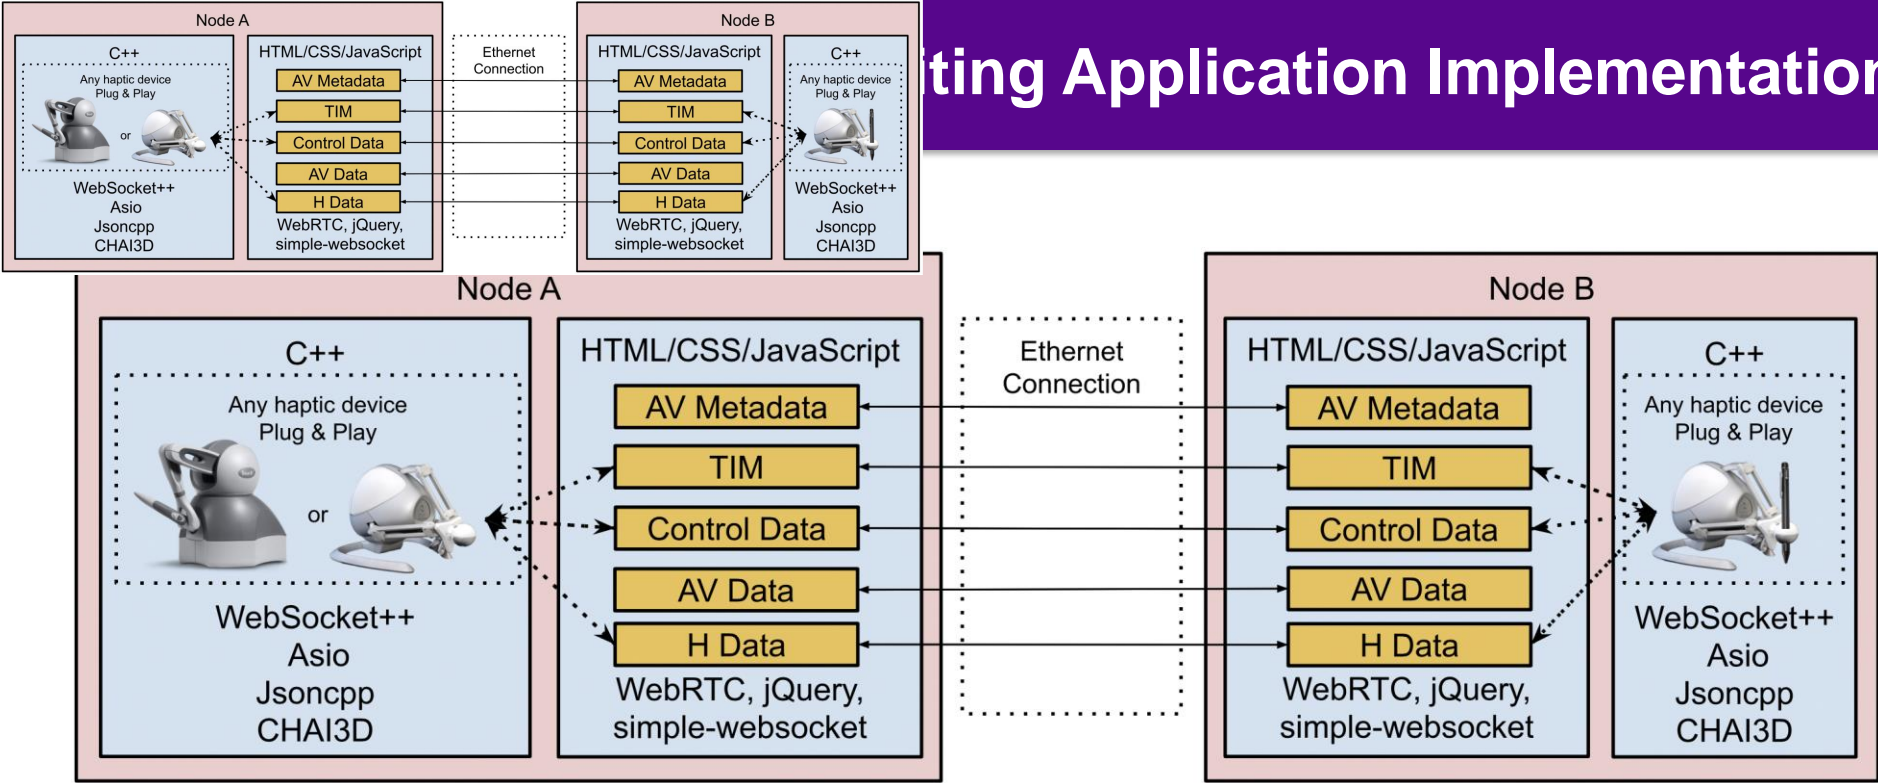 iting Application Implementation
Node A
C++
Any haptic device
Plug & Play
or
WebSocket++
Asio
Jsoncpp
CHAI3D
HTML/CSS/JavaScript
AV Metadata
TIM
Control Data
AV Data
H Data
WebRTC, jQuery,
simple-websocket
Ethernet
Connection
Node B
HTML/CSS/JavaScript
AV Metadata
TIM
Control Data
AV Data
H Data
WebRTC, jQuery,
simple-websocket
C++
Any haptic device
Plug & Play
WebSocket++
Asio
Jsoncpp
CHAI3D
Node A
C++
Any haptic device
Plug & Play
or
WebSocket++
Asio
Jsoncpp
CHAI3D
HTML/CSS/JavaScript
AV Metadata
TIM
Control Data
AV Data
H Data
WebRTC, jQuery,
simple-websocket
Ethernet
Connection
Node B
HTML/CSS/JavaScript
AV Metadata
TIM
Control Data
AV Data
H Data
WebRTC, jQuery,
simple-websocket
C++
Any haptic device
Plug & Play
WebSocket++
Asio
Jsoncpp
CHAI3D